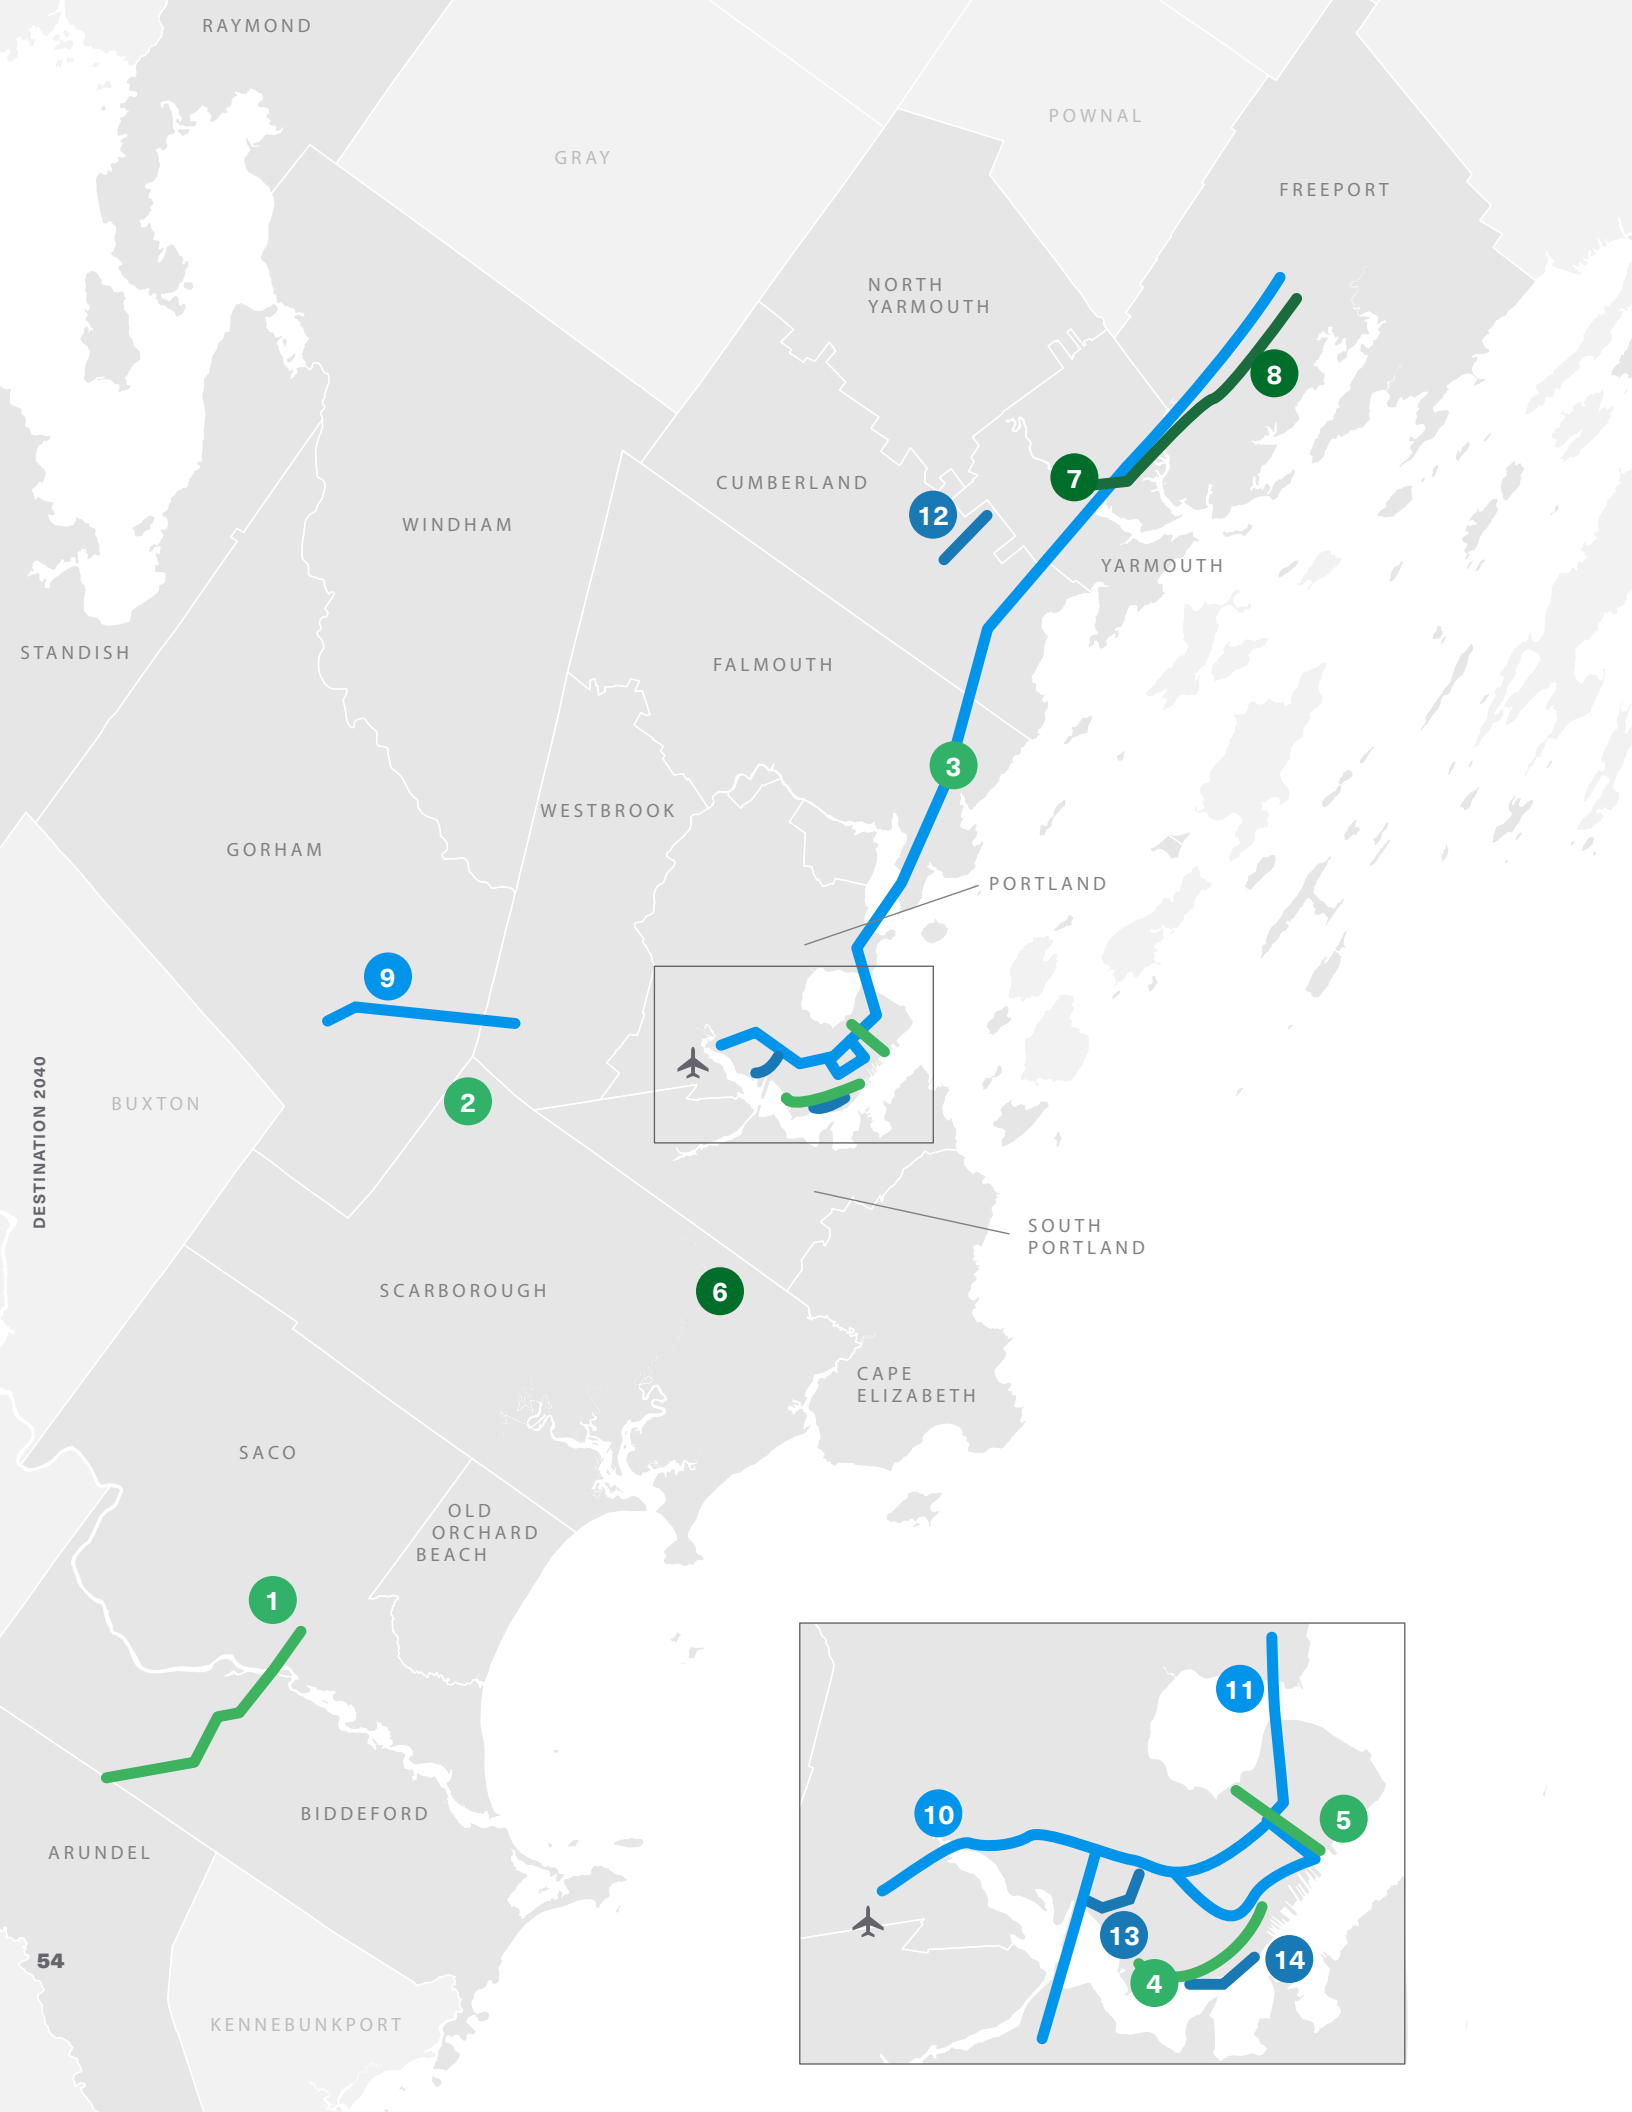 RAYMOND
POWNAL
GRAY
FREEPORT
NORTH
YARMOUTH
8
7
CUMBERLAND
12
WINDHAM
YARMOUTH
STANDISH
FALMOUTH
3
WESTBROOK
GORHAM
PORTLAND
9
2
BUXTON
DESTINATION 2040
SOUTH
PORTLAND
SCARBOROUGH
6
CAPE
ELIZABETH
SACO
OLD
ORCHARD
BEACH
1
11
10
5
BIDDEFORD
ARUNDEL
13
14
4
54
KENNEBUNKPORT